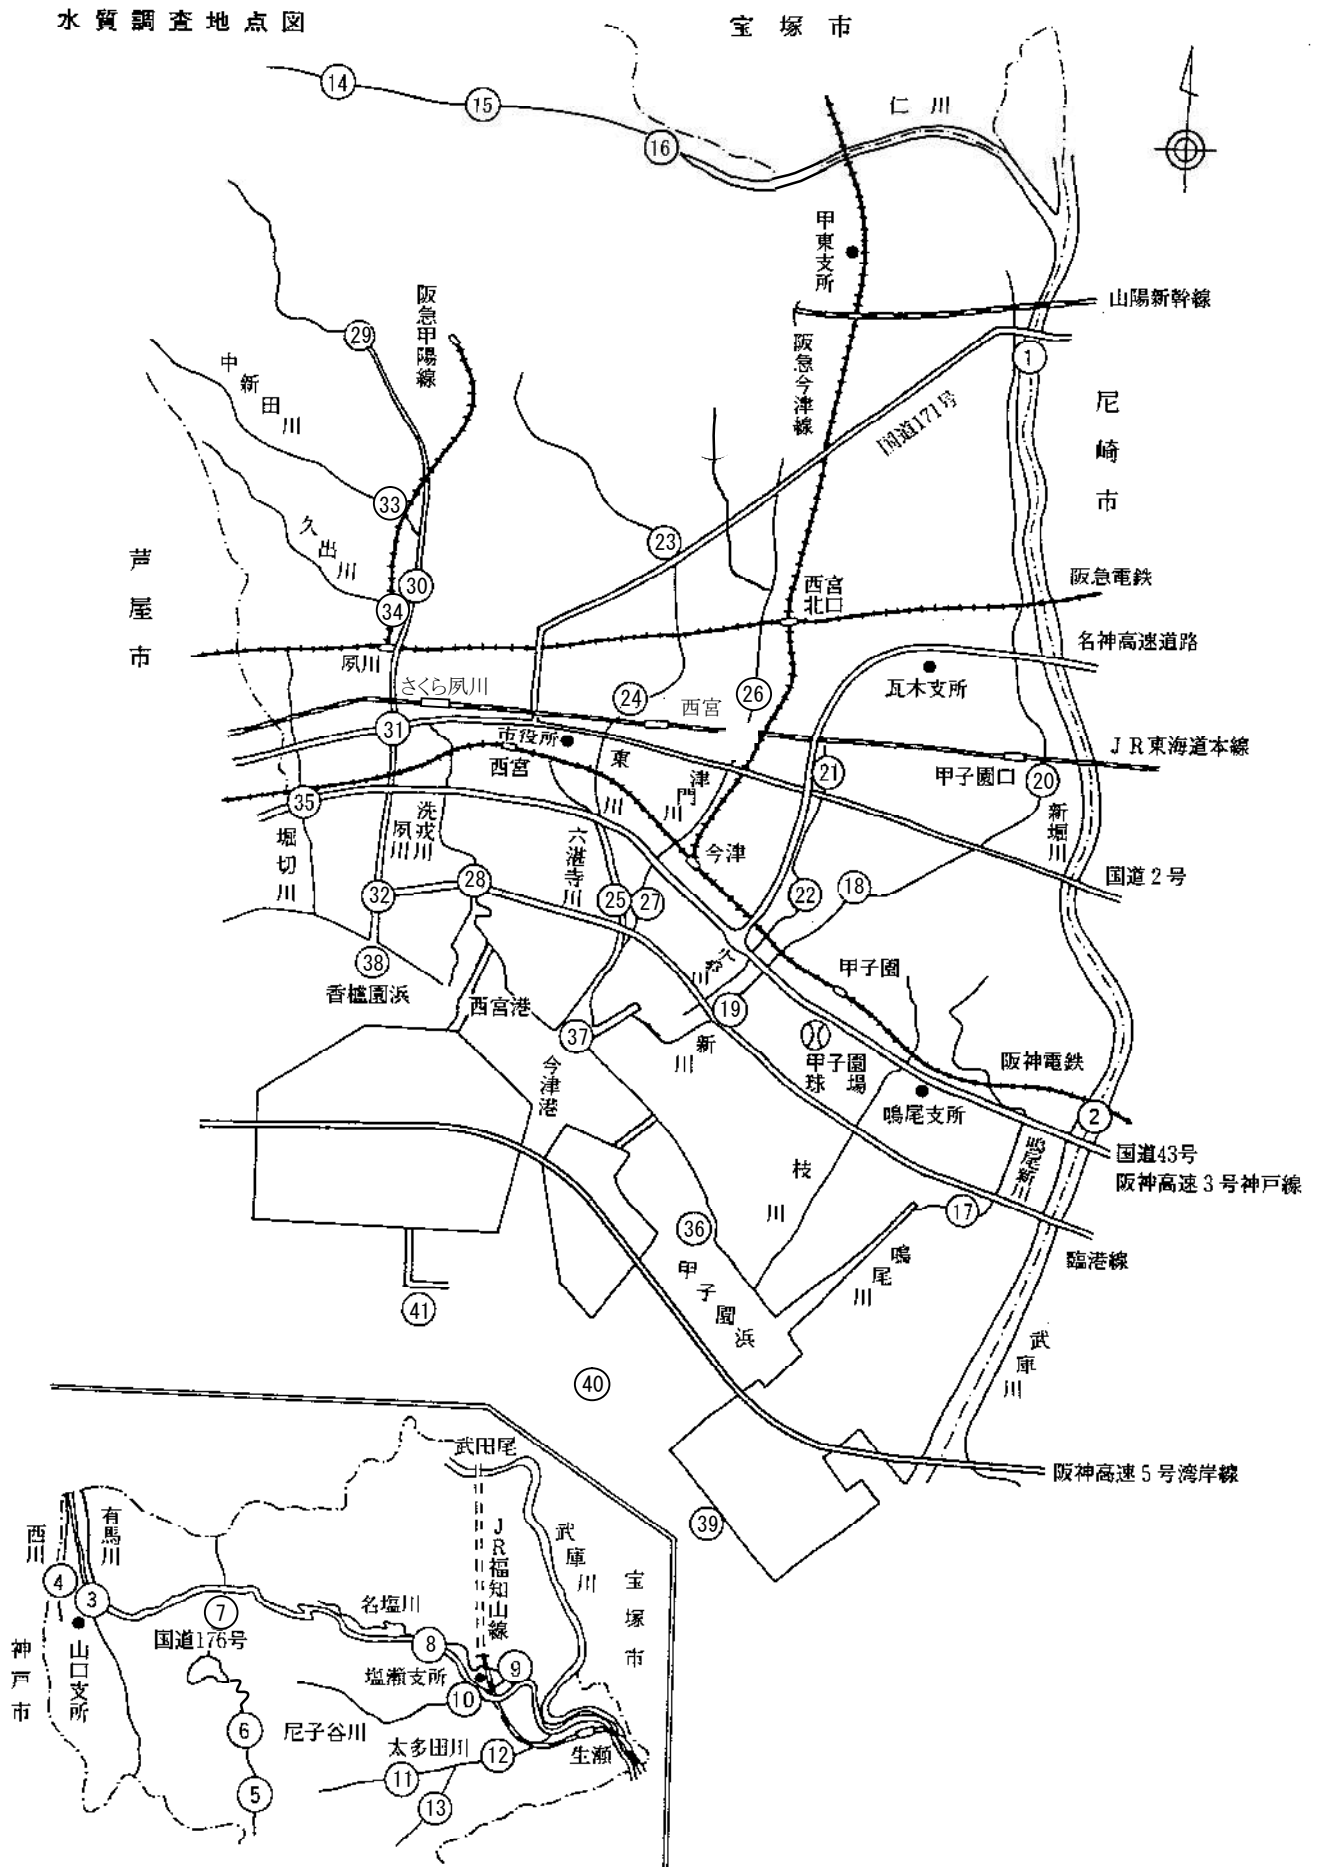 水質調査地点図
宝塚市
仁川
14
15
16
甲東支所
山陽新幹線
阪急甲陽線
阪急今津線
29
1
中新田川
国道171号
尼崎市
33
久出川
23
芦屋市
30
34
阪急電鉄
西宮北口
名神高速道路
夙川
瓦木支所
さくら夙川
24
西宮
26
31
市役所
西宮
東川
津門川
JR東海道本線
21
甲子園口
20
35
洗戎川
夙川
堀切川
六湛寺川
今津
新堀川
国道2号
32
28
25
27
22
18
38
香櫨園浜
西宮港
久寿川
甲子園
19
37
新川
甲子園球場
阪神電鉄
今津港
鳴尾支所
2
国道43号
阪神高速3号神戸線
鳴尾新川
枝川
17
36
鳴尾川
臨港線
甲子園浜
41
武庫川
40
阪神高速5号湾岸線
39
武田尾
有馬川
西川
JR福知山線
武庫川
宝塚市
4
3
7
名塩川
国道176号
8
9
塩瀬支所
10
山口支所
神戸市
6
尼子谷川
太多田川
12
生瀬
5
11
13